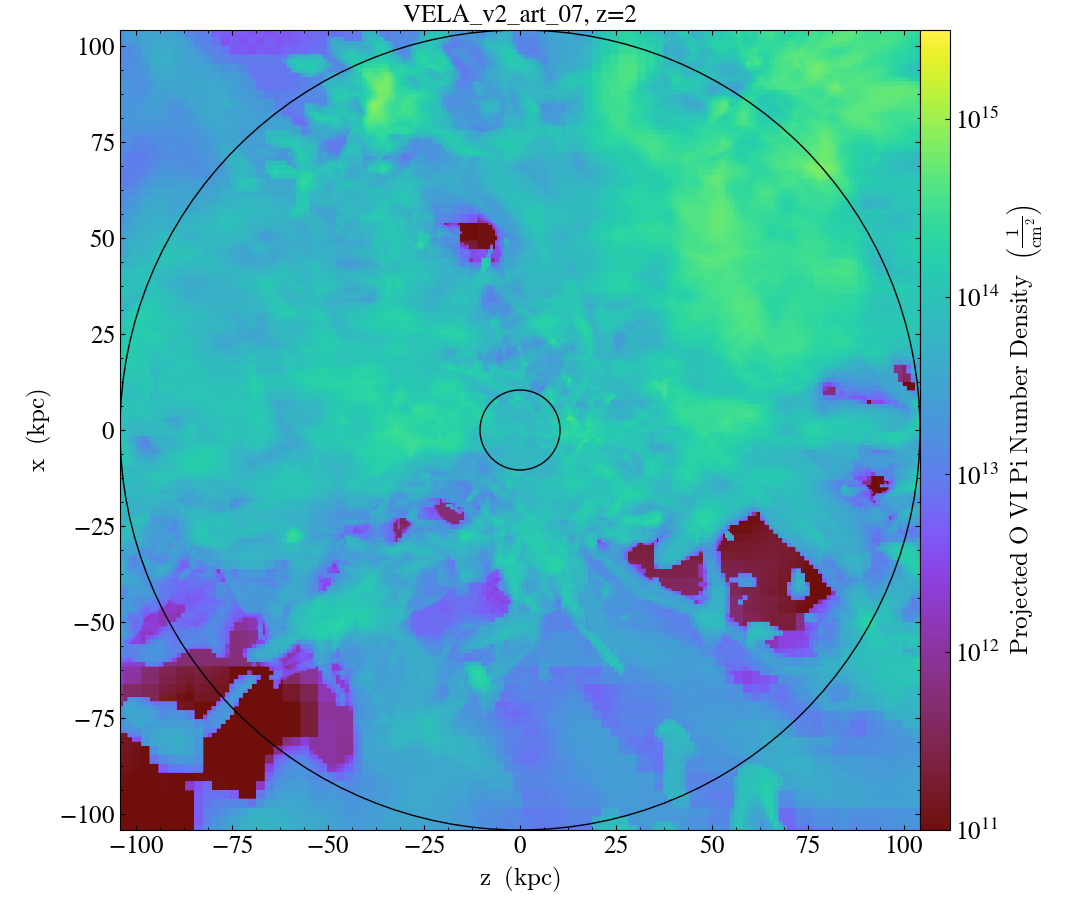 VELA_v2_art_07, z=2
100
75
50
25
0
−25
−50
−75
−100
x (kpc)
−100 −75 −50 −25 0 25 50 75 100
z (kpc)
10^15
10^14
10^13
10^12
10^11
Projected O VI Pi Number Density (1/cm^2)